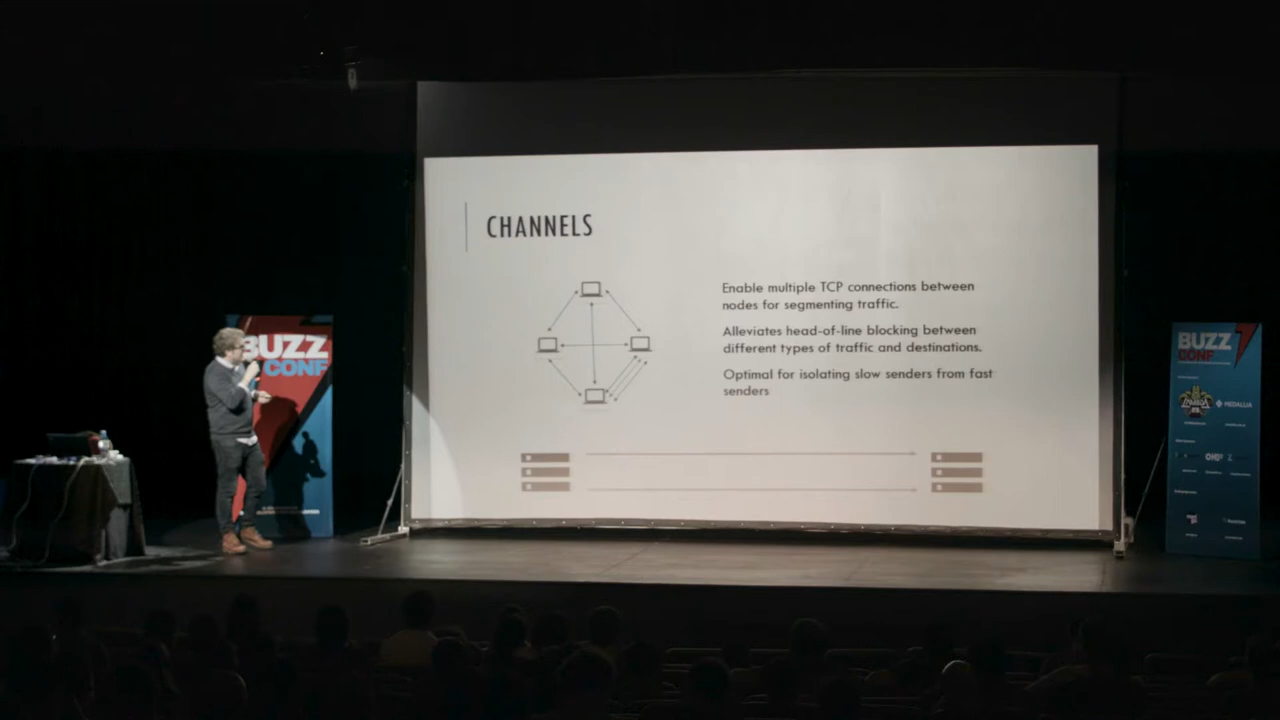 CHANNELS
Enable multiple TCP connections between
nodes for segmenting traffic.
Alleviates head-of-line blocking between
different types of traffic and destinations.
Optimal for isolating slow senders from fast
senders
BUZZ
CONF
BUZZ
CONF
MEDALLIA